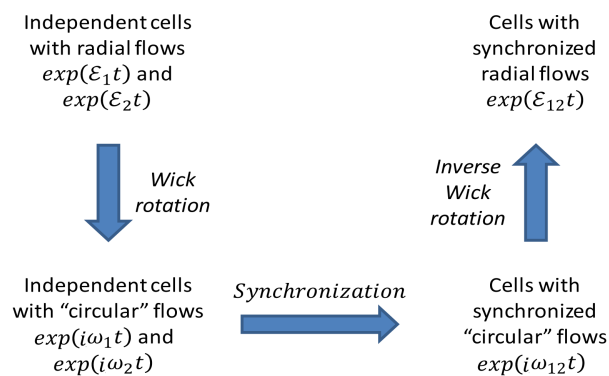 Independent cells
with radial flows
exp(ℰ₁t) and
exp(ℰ₂t)
Cells with
synchronized
radial flows
exp(ℰ₁₂t)
Wick
rotation
Inverse
Wick
rotation
Independent cells
with “circular” flows
exp(iω₁t) and
exp(iω₂t)
Synchronization
Cells with
synchronized
“circular” flows
exp(iω₁₂t)